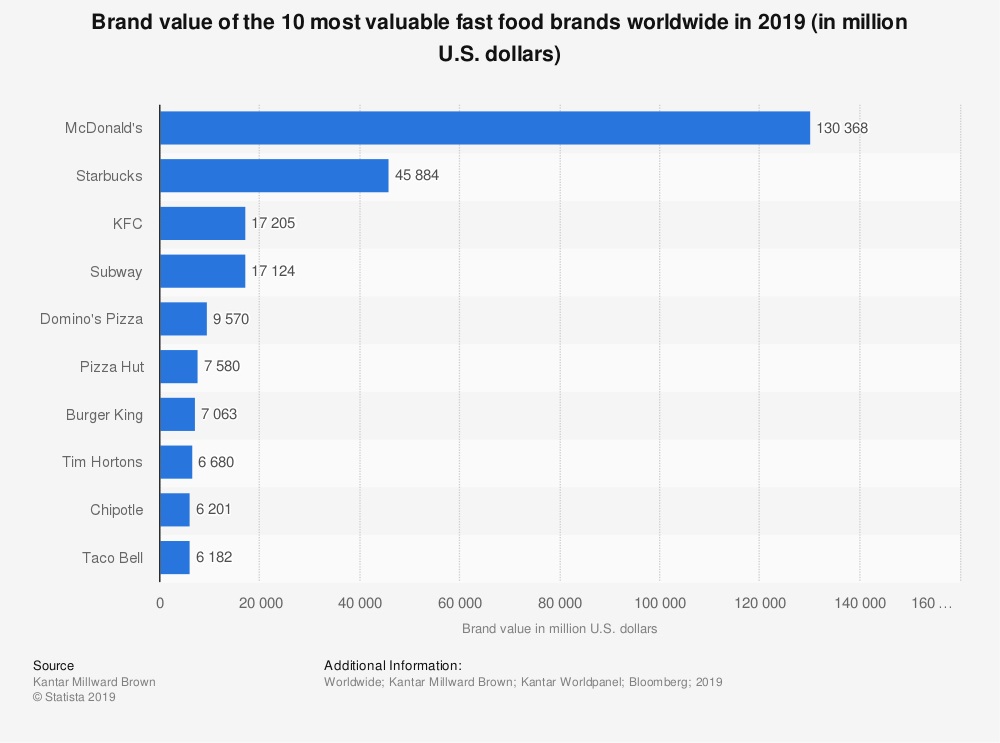 Brand value of the 10 most valuable fast food brands worldwide in 2019 (in million
U.S. dollars)
McDonald's 130 368
Starbucks 45 884
KFC 17 205
Subway 17 124
Domino's Pizza 9 570
Pizza Hut 7 580
Burger King 7 063
Tim Hortons 6 680
Chipotle 6 201
Taco Bell 6 182
0 20 000 40 000 60 000 80 000 100 000 120 000 140 000 160 …
Brand value in million U.S. dollars
Source
Kantar Millward Brown
© Statista 2019
Additional Information:
Worldwide; Kantar Millward Brown; Kantar Worldpanel; Bloomberg; 2019